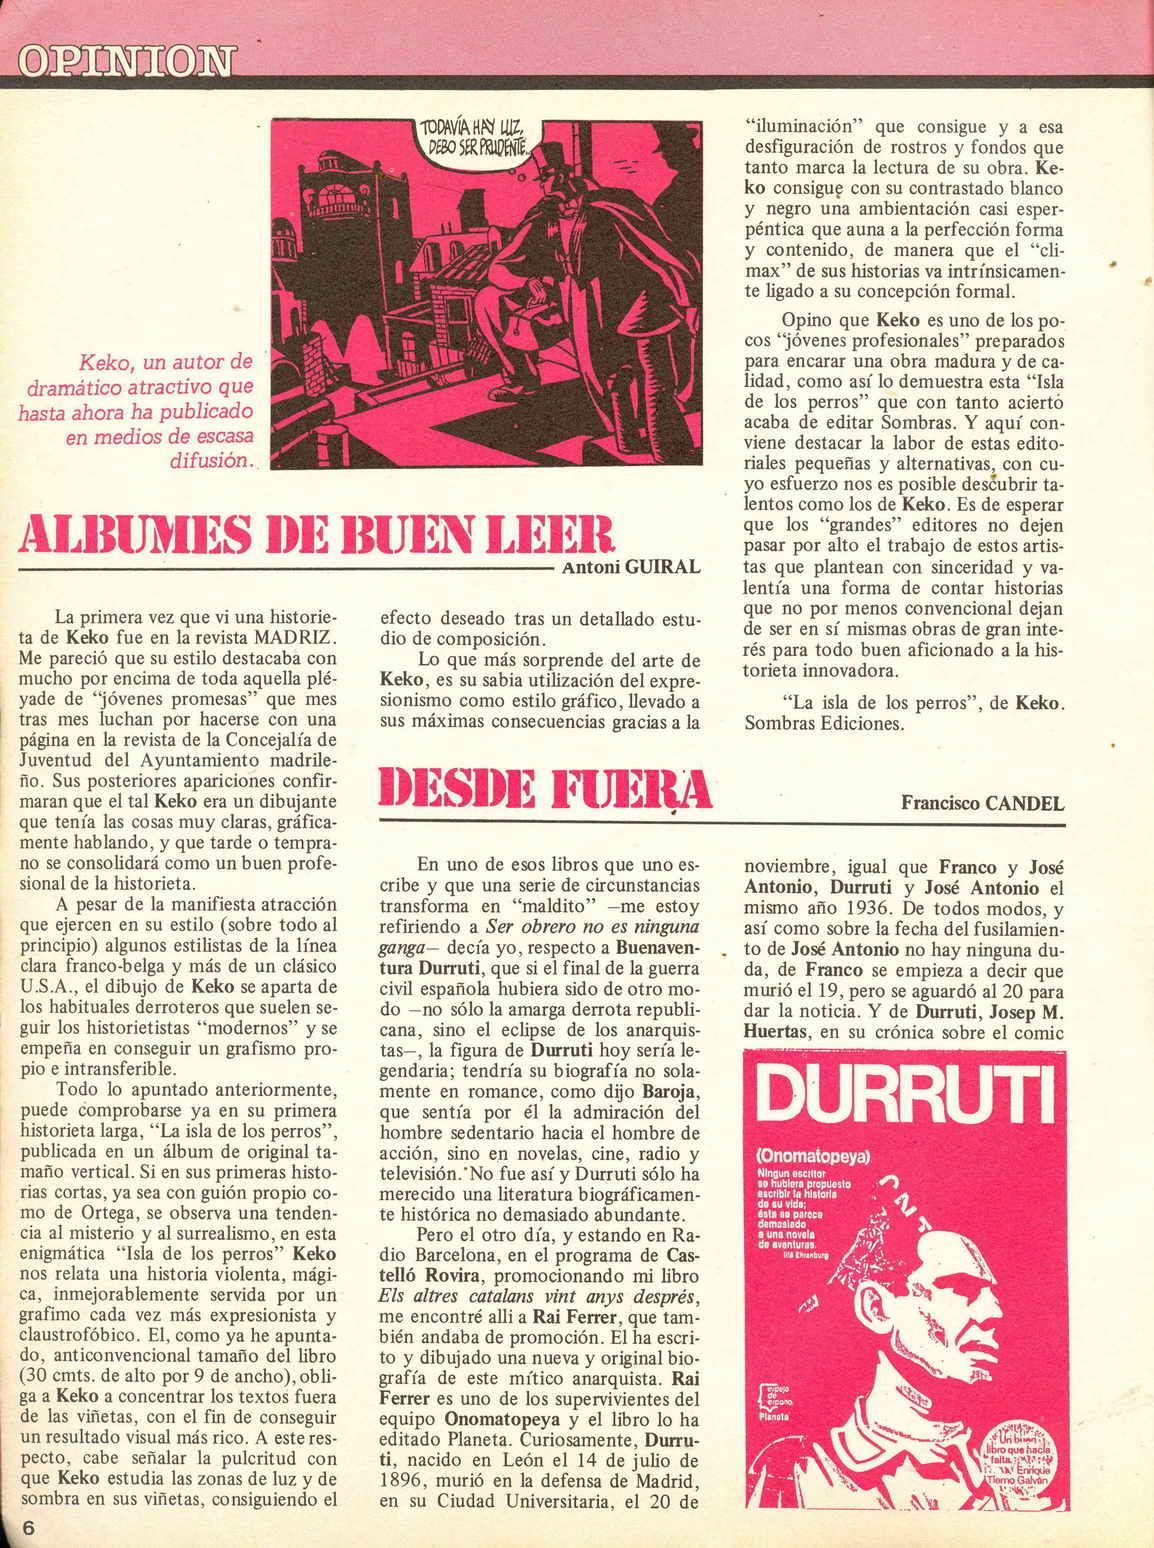 OPINION
TODAVÍA HAY LUZ,
DEBO SER PRUDENTE..
Keko, un autor de
dramático atractivo que
hasta ahora ha publicado
en medios de escasa
difusión.
ALBUMES DE BUEN LEER
Antoni GUIRAL
La primera vez que vi una historie-
ta de Keko fue en la revista MADRIZ.
Me pareció que su estilo destacaba con
mucho por encima de toda aquella plé-
yade de “jóvenes promesas” que mes
tras mes luchan por hacerse con una
página en la revista de la Concejalía de
Juventud del Ayuntamiento madrile-
ño. Sus posteriores apariciones confir-
maran que el tal Keko era un dibujante
que tenía las cosas muy claras, gráfica-
mente hablando, y que tarde o tempra-
no se consolidará como un buen profe-
sional de la historieta.
A pesar de la manifiesta atracción
que ejercen en su estilo (sobre todo al
principio) algunos estilistas de la línea
clara franco-belga y más de un clásico
U.S.A., el dibujo de Keko se aparta de
los habituales derroteros que suelen se-
guir los historietistas “modernos” y se
empeña en conseguir un grafismo pro-
pio e intransferible.
Todo lo apuntado anteriormente,
puede comprobarse ya en su primera
historieta larga, “La isla de los perros”,
publicada en un álbum de original ta-
maño vertical. Si en sus primeras histo-
rias cortas, ya sea con guión propio co-
mo de Ortega, se observa una tenden-
cia al misterio y al surrealismo, en esta
enigmática “Isla de los perros” Keko
nos relata una historia violenta, mági-
ca, inmejorablemente servida por un
grafimo cada vez más expresionista y
claustrofóbico. El, como ya he apunta-
do, anticonvencional tamaño del libro
(30 cmts. de alto por 9 de ancho), obli-
ga a Keko a concentrar los textos fuera
de las viñetas, con el fin de conseguir
un resultado visual más rico. A este res-
pecto, cabe señalar la pulcritud con
que Keko estudia las zonas de luz y de
sombra en sus viñetas, consiguiendo el
efecto deseado tras un detallado estu-
dio de composición.
Lo que más sorprende del arte de
Keko, es su sabia utilización del expre-
sionismo como estilo gráfico, llevado a
sus máximas consecuencias gracias a la
“iluminación” que consigue y a esa
desfiguración de rostros y fondos que
tanto marca la lectura de su obra. Ke-
ko consigue con su contrastado blanco
y negro una ambientación casi esper-
péntica que auna a la perfección forma
y contenido, de manera que el “cli-
max” de sus historias va intrínsicamen-
te ligado a su concepción formal.
Opino que Keko es uno de los po-
cos “jóvenes profesionales” preparados
para encarar una obra madura y de ca-
lidad, como así lo demuestra esta “Isla
de los perros” que con tanto acierto
acaba de editar Sombras. Y aquí con-
viene destacar la labor de estas edito-
riales pequeñas y alternativas, con cu-
yo esfuerzo nos es posible descubrir ta-
lentos como los de Keko. Es de esperar
que los “grandes” editores no dejen
pasar por alto el trabajo de estos artis-
tas que plantean con sinceridad y va-
lentía una forma de contar historias
que no por menos convencional dejan
de ser en sí mismas obras de gran inte-
rés para todo buen aficionado a la his-
torieta innovadora.
“La isla de los perros”, de Keko.
Sombras Ediciones.
DESDE FUERA
Francisco CANDEL
En uno de esos libros que uno es-
cribe y que una serie de circunstancias
transforma en “maldito” —me estoy
refiriendo a Ser obrero no es ninguna
ganga— decía yo, respecto a Buenaven-
tura Durruti, que si el final de la guerra
civil española hubiera sido de otro mo-
do —no sólo la amarga derrota republi-
cana, sino el eclipse de los anarquis-
tas—, la figura de Durruti hoy sería le-
gendaria; tendría su biografía no sola-
mente en romance, como dijo Baroja,
que sentía por él la admiración del
hombre sedentario hacia el hombre de
acción, sino en novelas, cine, radio y
televisión. No fue así y Durruti sólo ha
merecido una literatura biográficamen-
te histórica no demasiado abundante.
Pero el otro día, y estando en Ra-
dio Barcelona, en el programa de Cas-
telló Rovira, promocionando mi libro
Els altres catalans vint anys després,
me encontré alli a Rai Ferrer, que tam-
bién andaba de promoción. El ha escri-
to y dibujado una nueva y original bio-
grafía de este mítico anarquista. Rai
Ferrer es uno de los supervivientes del
equipo Onomatopeya y el libro lo ha
editado Planeta. Curiosamente, Durru-
ti, nacido en León el 14 de julio de
1896, murió en la defensa de Madrid,
en su Ciudad Universitaria, el 20 de
noviembre, igual que Franco y José
Antonio, Durruti y José Antonio el
mismo año 1936. De todos modos, y
así como sobre la fecha del fusilamien-
to de José Antonio no hay ninguna du-
da, de Franco se empieza a decir que
murió el 19, pero se aguardó al 20 para
dar la noticia. Y de Durruti, Josep M.
Huertas, en su crónica sobre el comic
DURRUTI
(Onomatopeya)
Ningun escritor
se hubiera propuesto
escribir la historia
de su vida;
ésta se parece
demasiado
a una novela
de aventuras.
Iliá Ehrenburg
CNT
espejo
de
españa
Planeta
Un buen
libro que hacía
falta.
Enrique
Tierno Galván
6